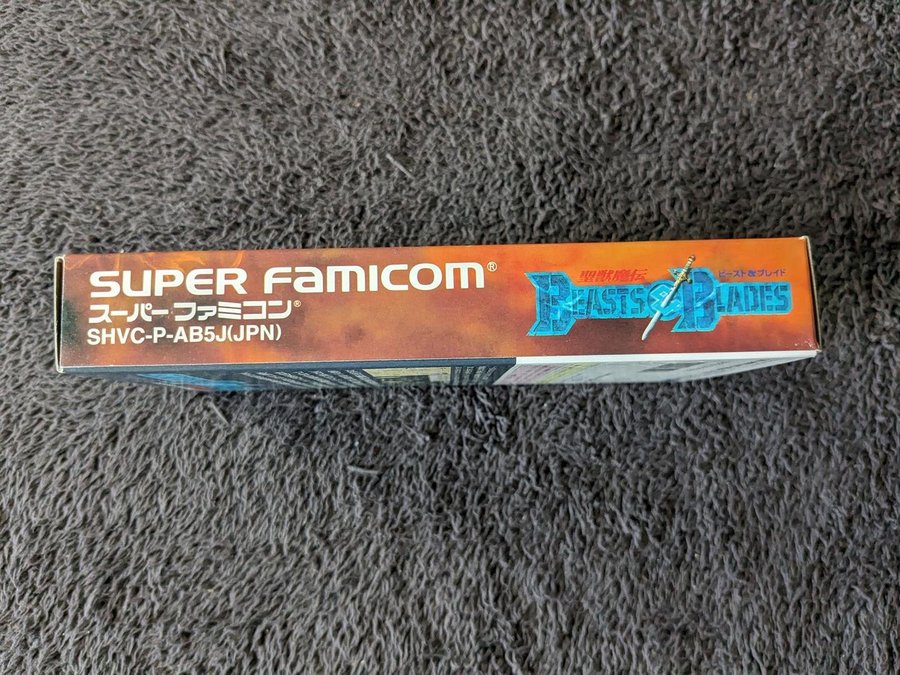 SUPER FAMICOM®
スーパーファミコン®
SHVC-P-AB5J(JPN)
聖獣魔伝 ビースト&ブレイド
BEASTS & BLADES